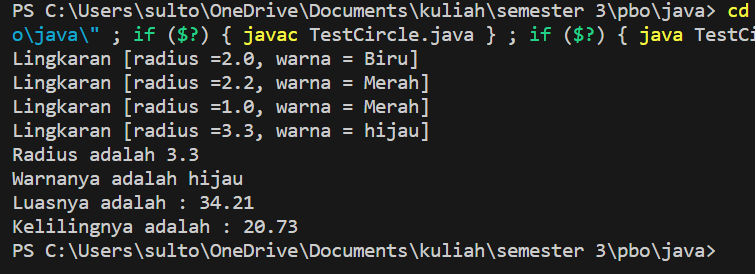 PS C:\Users\sulto\OneDrive\Documents\kuliah\semester 3\pbo\java> cd
o\java\" ; if ($?) { javac TestCircle.java } ; if ($?) { java TestCi
Lingkaran [radius =2.0, warna = Biru]
Lingkaran [radius =2.2, warna = Merah]
Lingkaran [radius =1.0, warna = Merah]
Lingkaran [radius =3.3, warna = hijau]
Radius adalah 3.3
Warnanya adalah hijau
Luasnya adalah : 34.21
Kelilingnya adalah : 20.73
PS C:\Users\sulto\OneDrive\Documents\kuliah\semester 3\pbo\java>